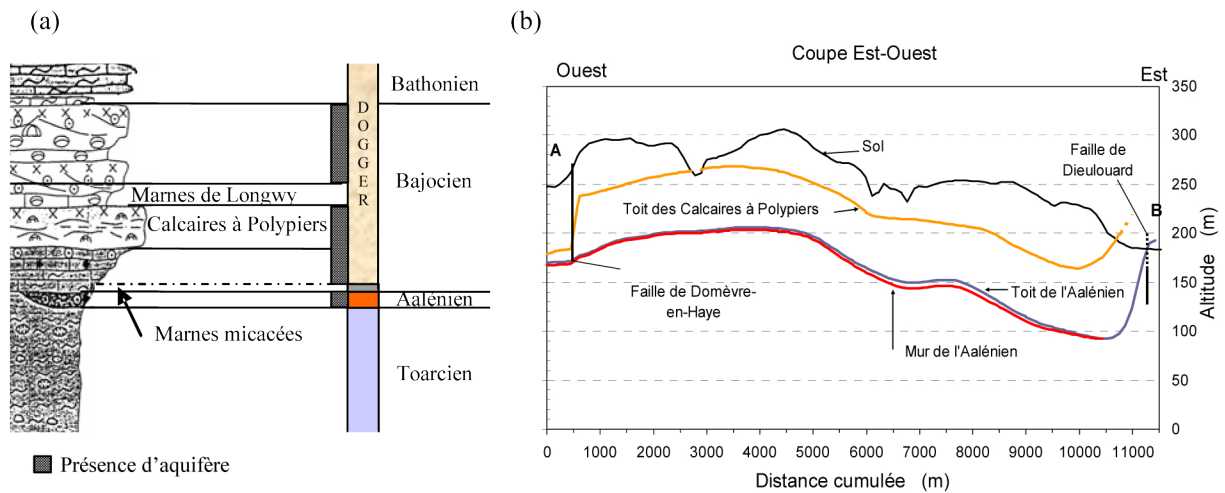 (a)
Bathonien
DOGGER
Bajocien
Marnes de Longwy
Calcaires à Polypiers
Aalénien
Marnes micacées
Toarcien
Présence d'aquifère
(b)
Coupe Est-Ouest
Ouest
Est
350
300
250
200
150
100
50
0
Altitude (m)
A
Sol
Faille de
Dieulouard
B
Toit des Calcaires à Polypiers
Faille de Domèvre-
en-Haye
Toit de l'Aalénien
Mur de l'Aalénien
0 1000 2000 3000 4000 5000 6000 7000 8000 9000 10000 11000
Distance cumulée (m)